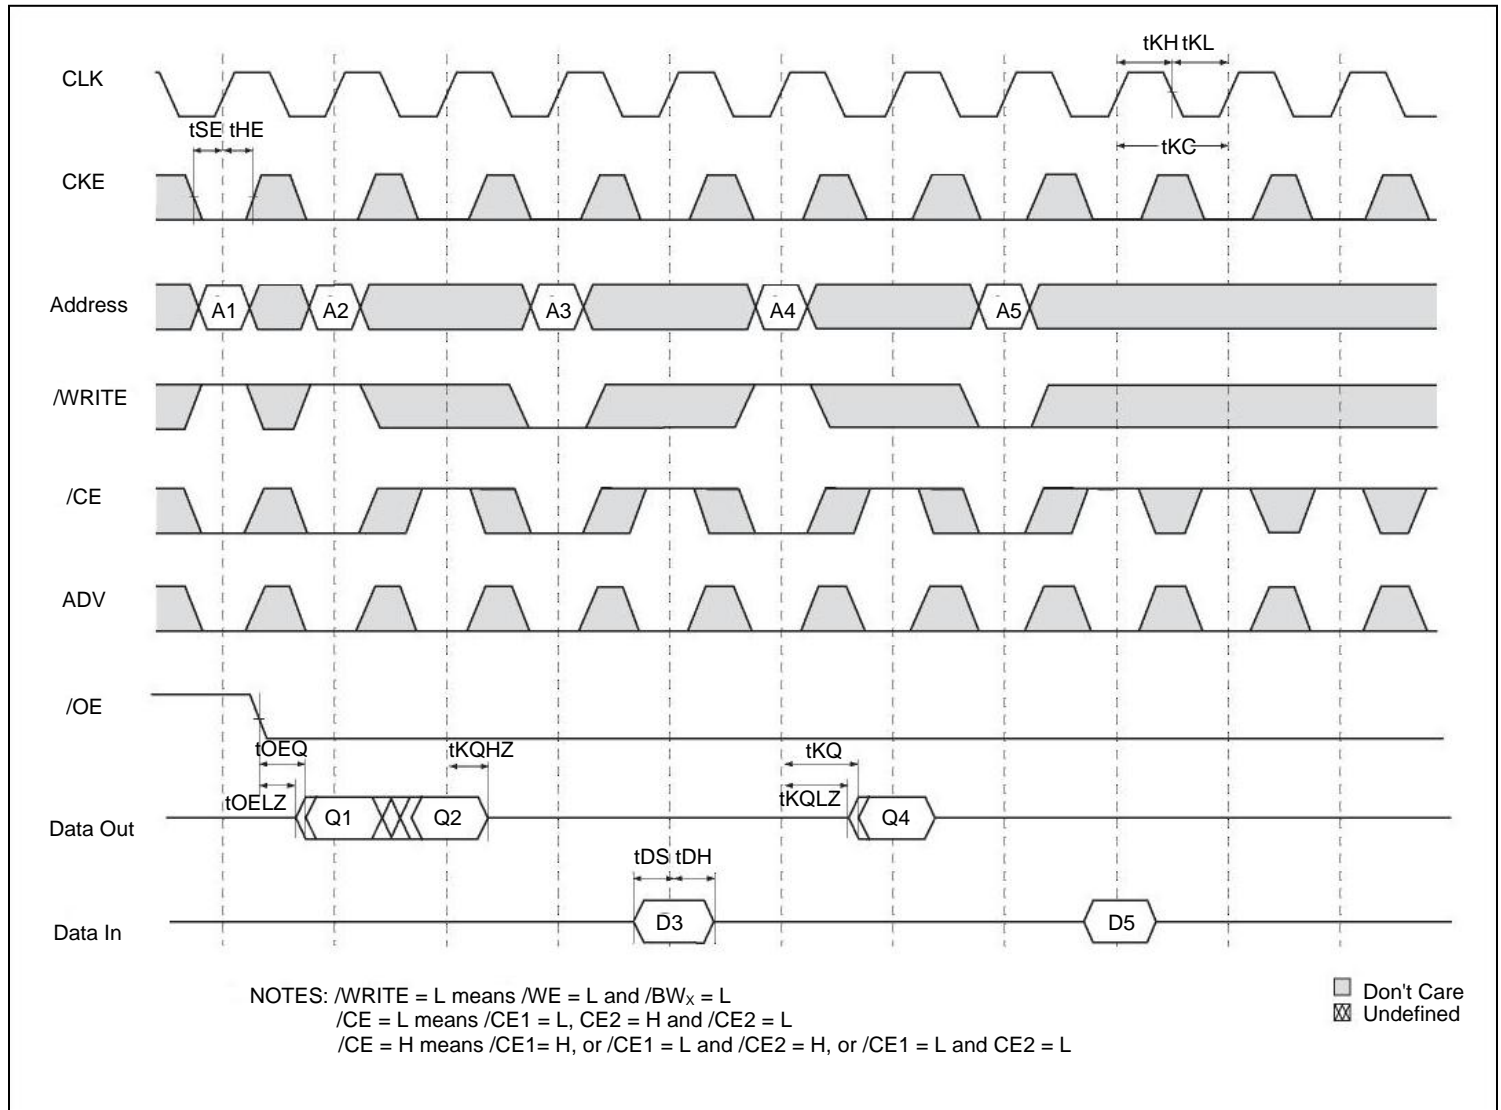 tKH tKL
CLK
tSE tHE
tKC
CKE
Address
A1
A2
A3
A4
A5
/WRITE
/CE
ADV
/OE
tOEQ
tKQHZ
tKQ
tOELZ
tKQLZ
Q1
Q2
Q4
Data Out
tDS tDH
D3
D5
Data In
NOTES: /WRITE = L means /WE = L and /BWX = L
/CE = L means /CE1 = L, CE2 = H and /CE2 = L
/CE = H means /CE1= H, or /CE1 = L and /CE2 = H, or /CE1 = L and CE2 = L
Don't Care
Undefined